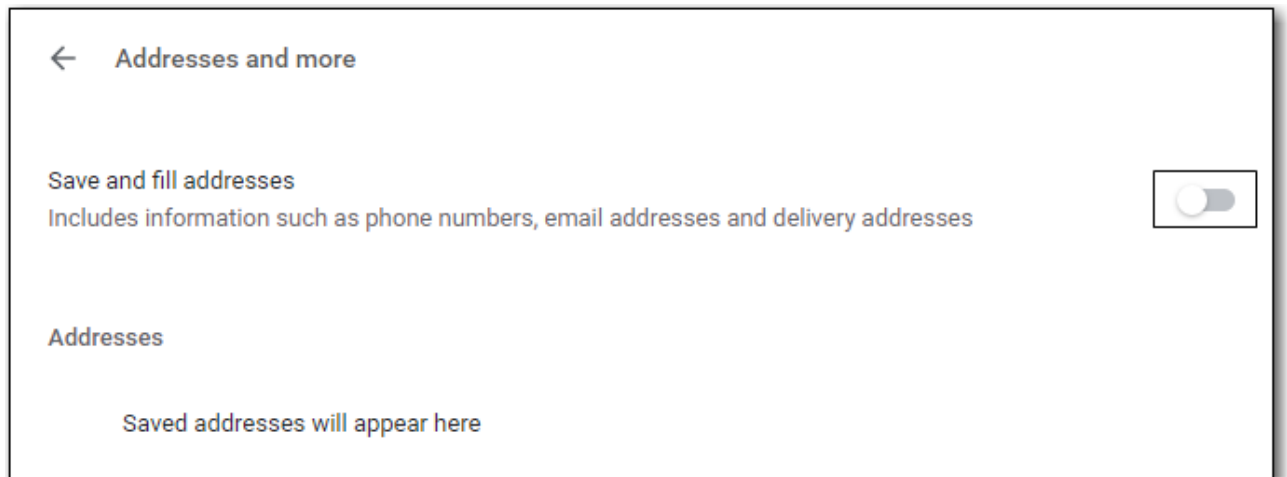 Addresses and more
Save and fill addresses
Includes information such as phone numbers, email addresses and delivery addresses
Addresses
Saved addresses will appear here